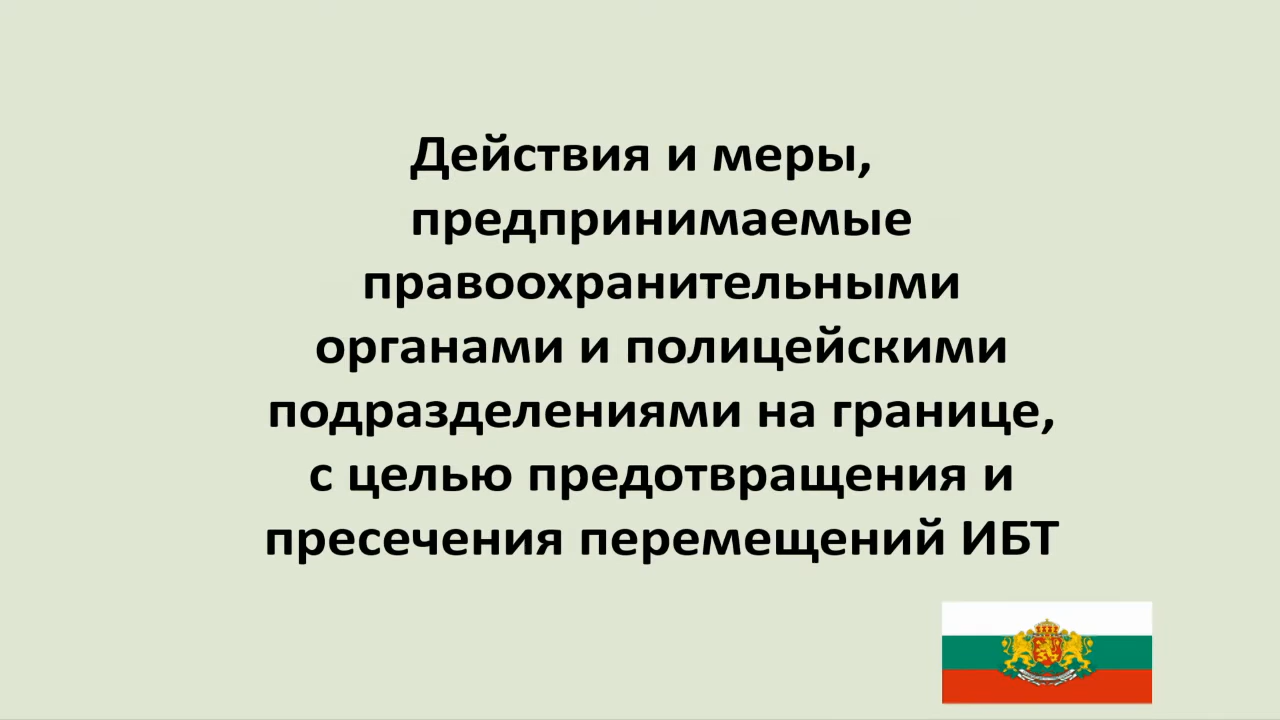 Действия и меры,
предпринимаемые
правоохранительными
органами и полицейскими
подразделениями на границе,
с целью предотвращения и
пресечения перемещений ИБТ